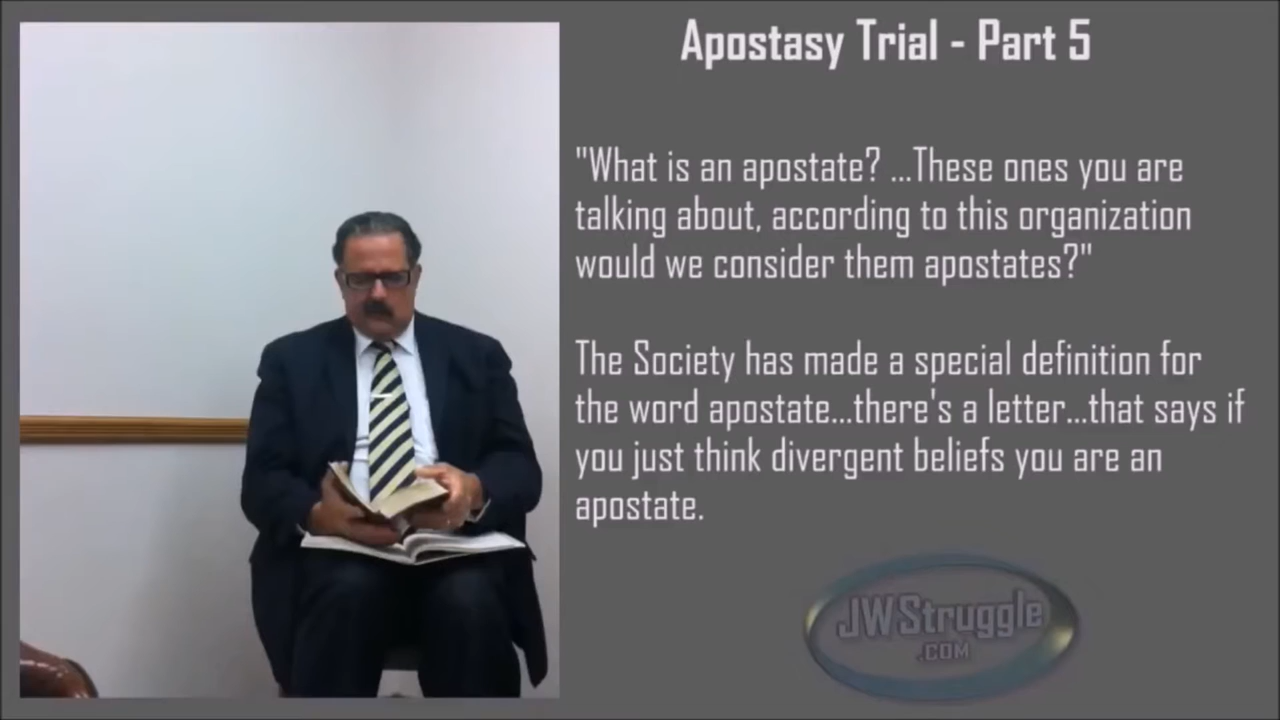 Apostasy Trial - Part 5
"What is an apostate? ...These ones you are
talking about, according to this organization
would we consider them apostates?"
The Society has made a special definition for
the word apostate...there's a letter...that says if
you just think divergent beliefs you are an
apostate.
JWStruggle
.COM